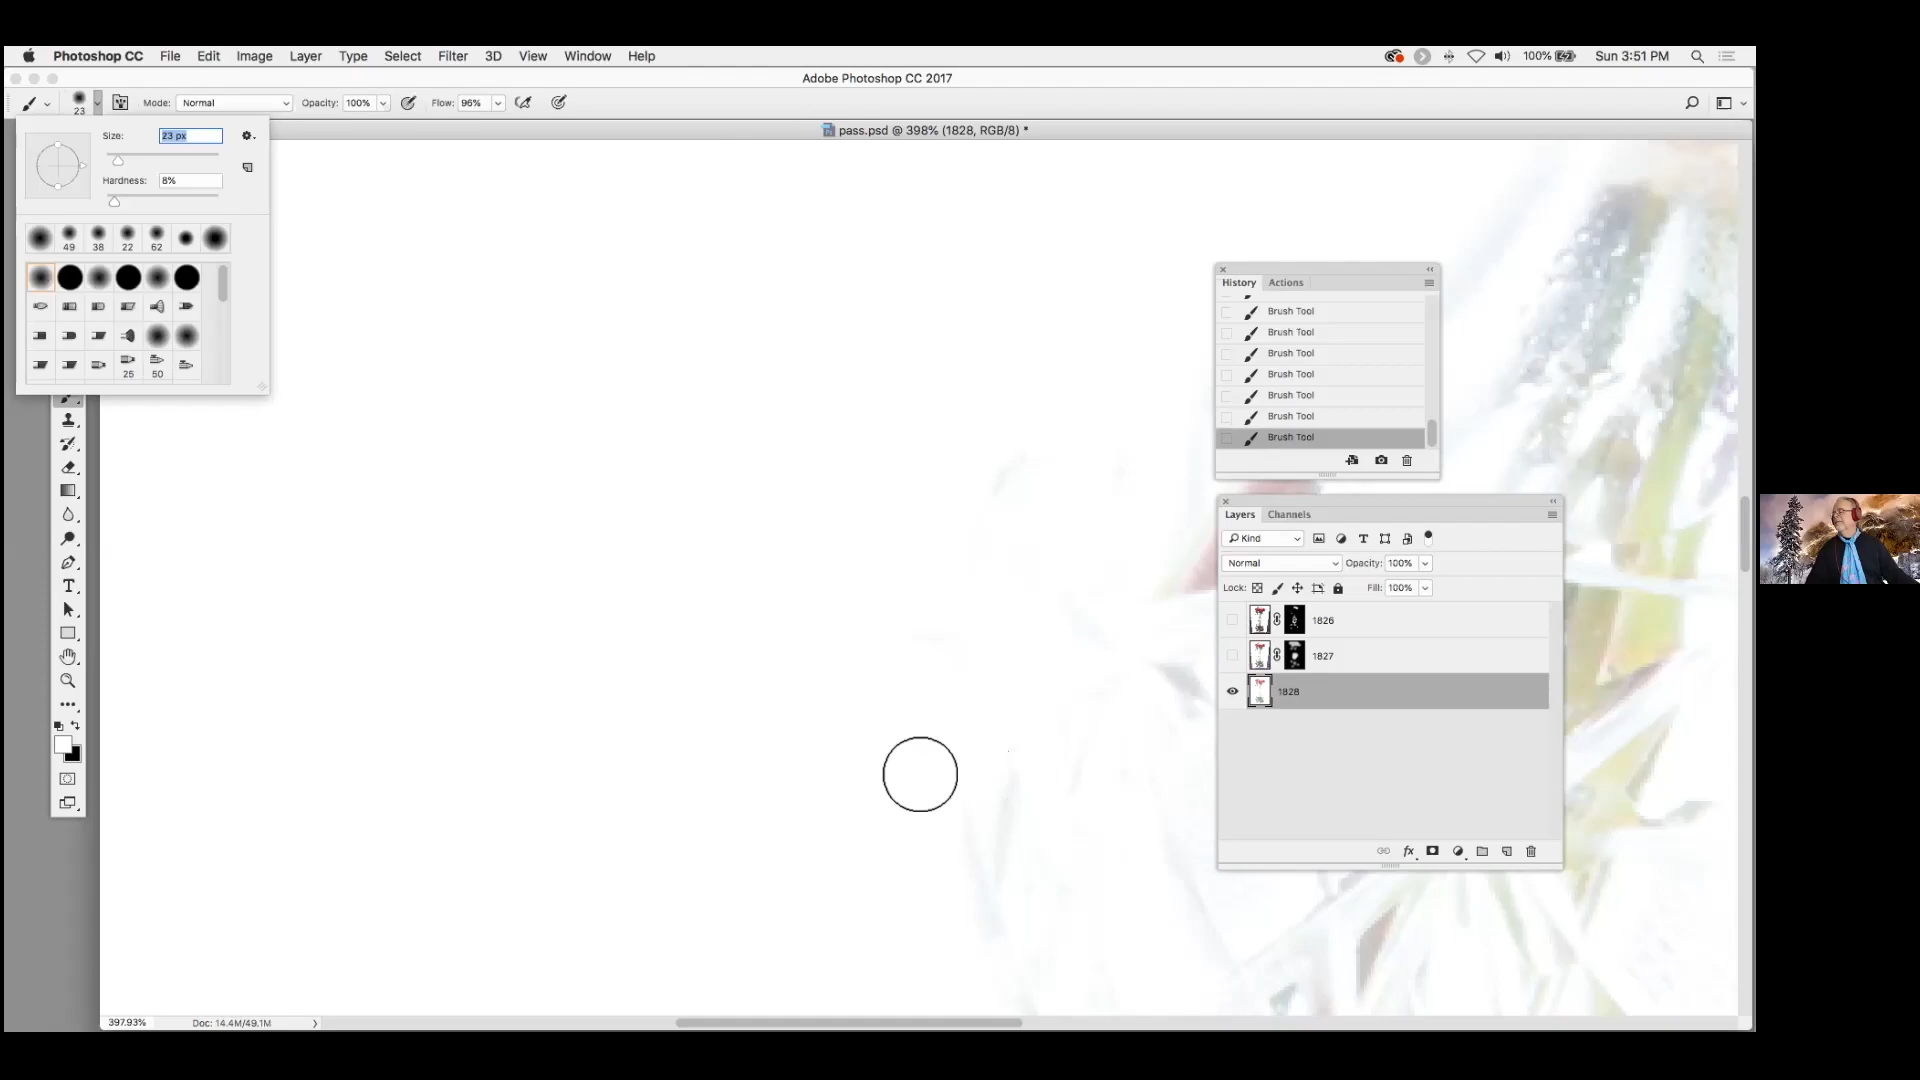 Photoshop CC File Edit Image Layer Type Select Filter 3D View Window Help 100% Sun 3:51 PM
Adobe Photoshop CC 2017
23 Mode: Normal Opacity: 100% Flow: 96%
pass.psd @ 398% (1828, RGB/8) *
Size: 23 px
Hardness: 8%
49 38 22 62
25 50
History Actions
Brush Tool
Brush Tool
Brush Tool
Brush Tool
Brush Tool
Brush Tool
Brush Tool
Layers Channels
Kind
Normal Opacity: 100%
Lock: Fill: 100%
1826
1827
1828
397.93% Doc: 14.4M/49.1M